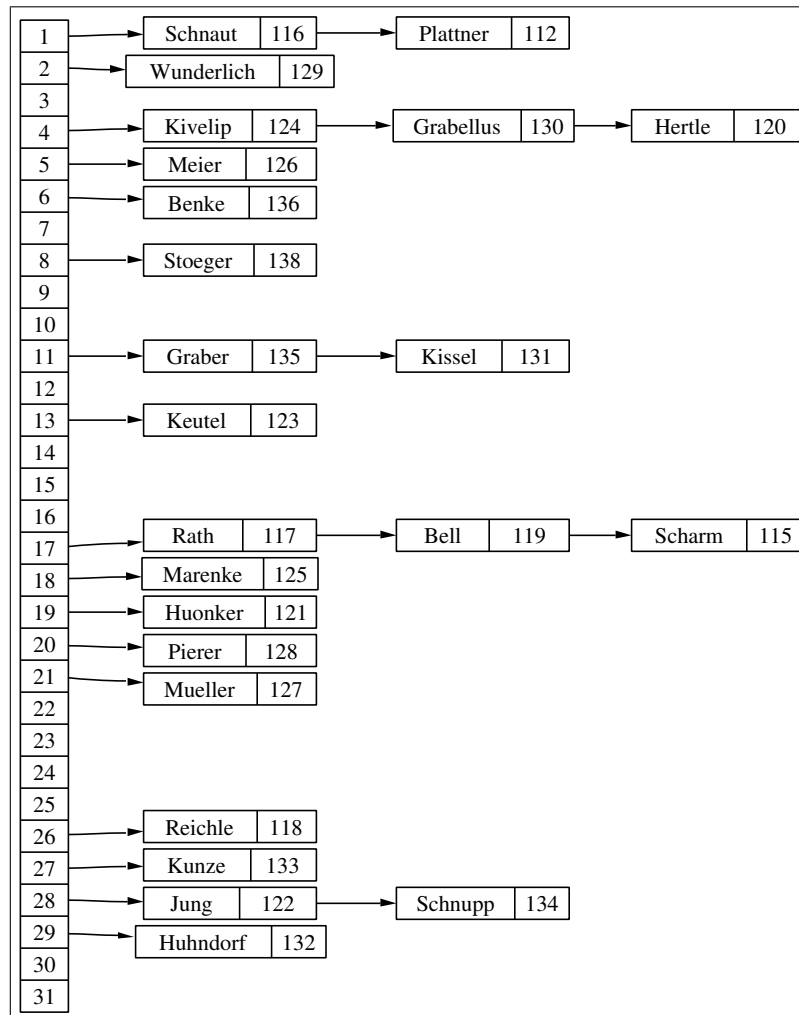 1 Schnaut 116 Plattner 112
2 Wunderlich 129
3
4 Kivelip 124 Grabellus 130 Hertle 120
5 Meier 126
6 Benke 136
7
8 Stoeger 138
9
10
11 Graber 135 Kissel 131
12
13 Keutel 123
14
15
16
17 Rath 117 Bell 119 Scharm 115
18 Marenke 125
19 Huonker 121
20 Pierer 128
21 Mueller 127
22
23
24
25
26 Reichle 118
27 Kunze 133
28 Jung 122 Schnupp 134
29 Huhndorf 132
30
31